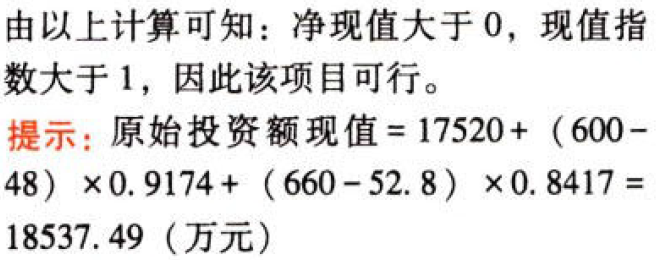 由以上计算可知：净现值大于0，现值指
数大于1，因此该项目可行。
提示：原始投资额现值=17520+（600-
48）×0.9174+（660-52.8）×0.8417=
18537.49（万元）